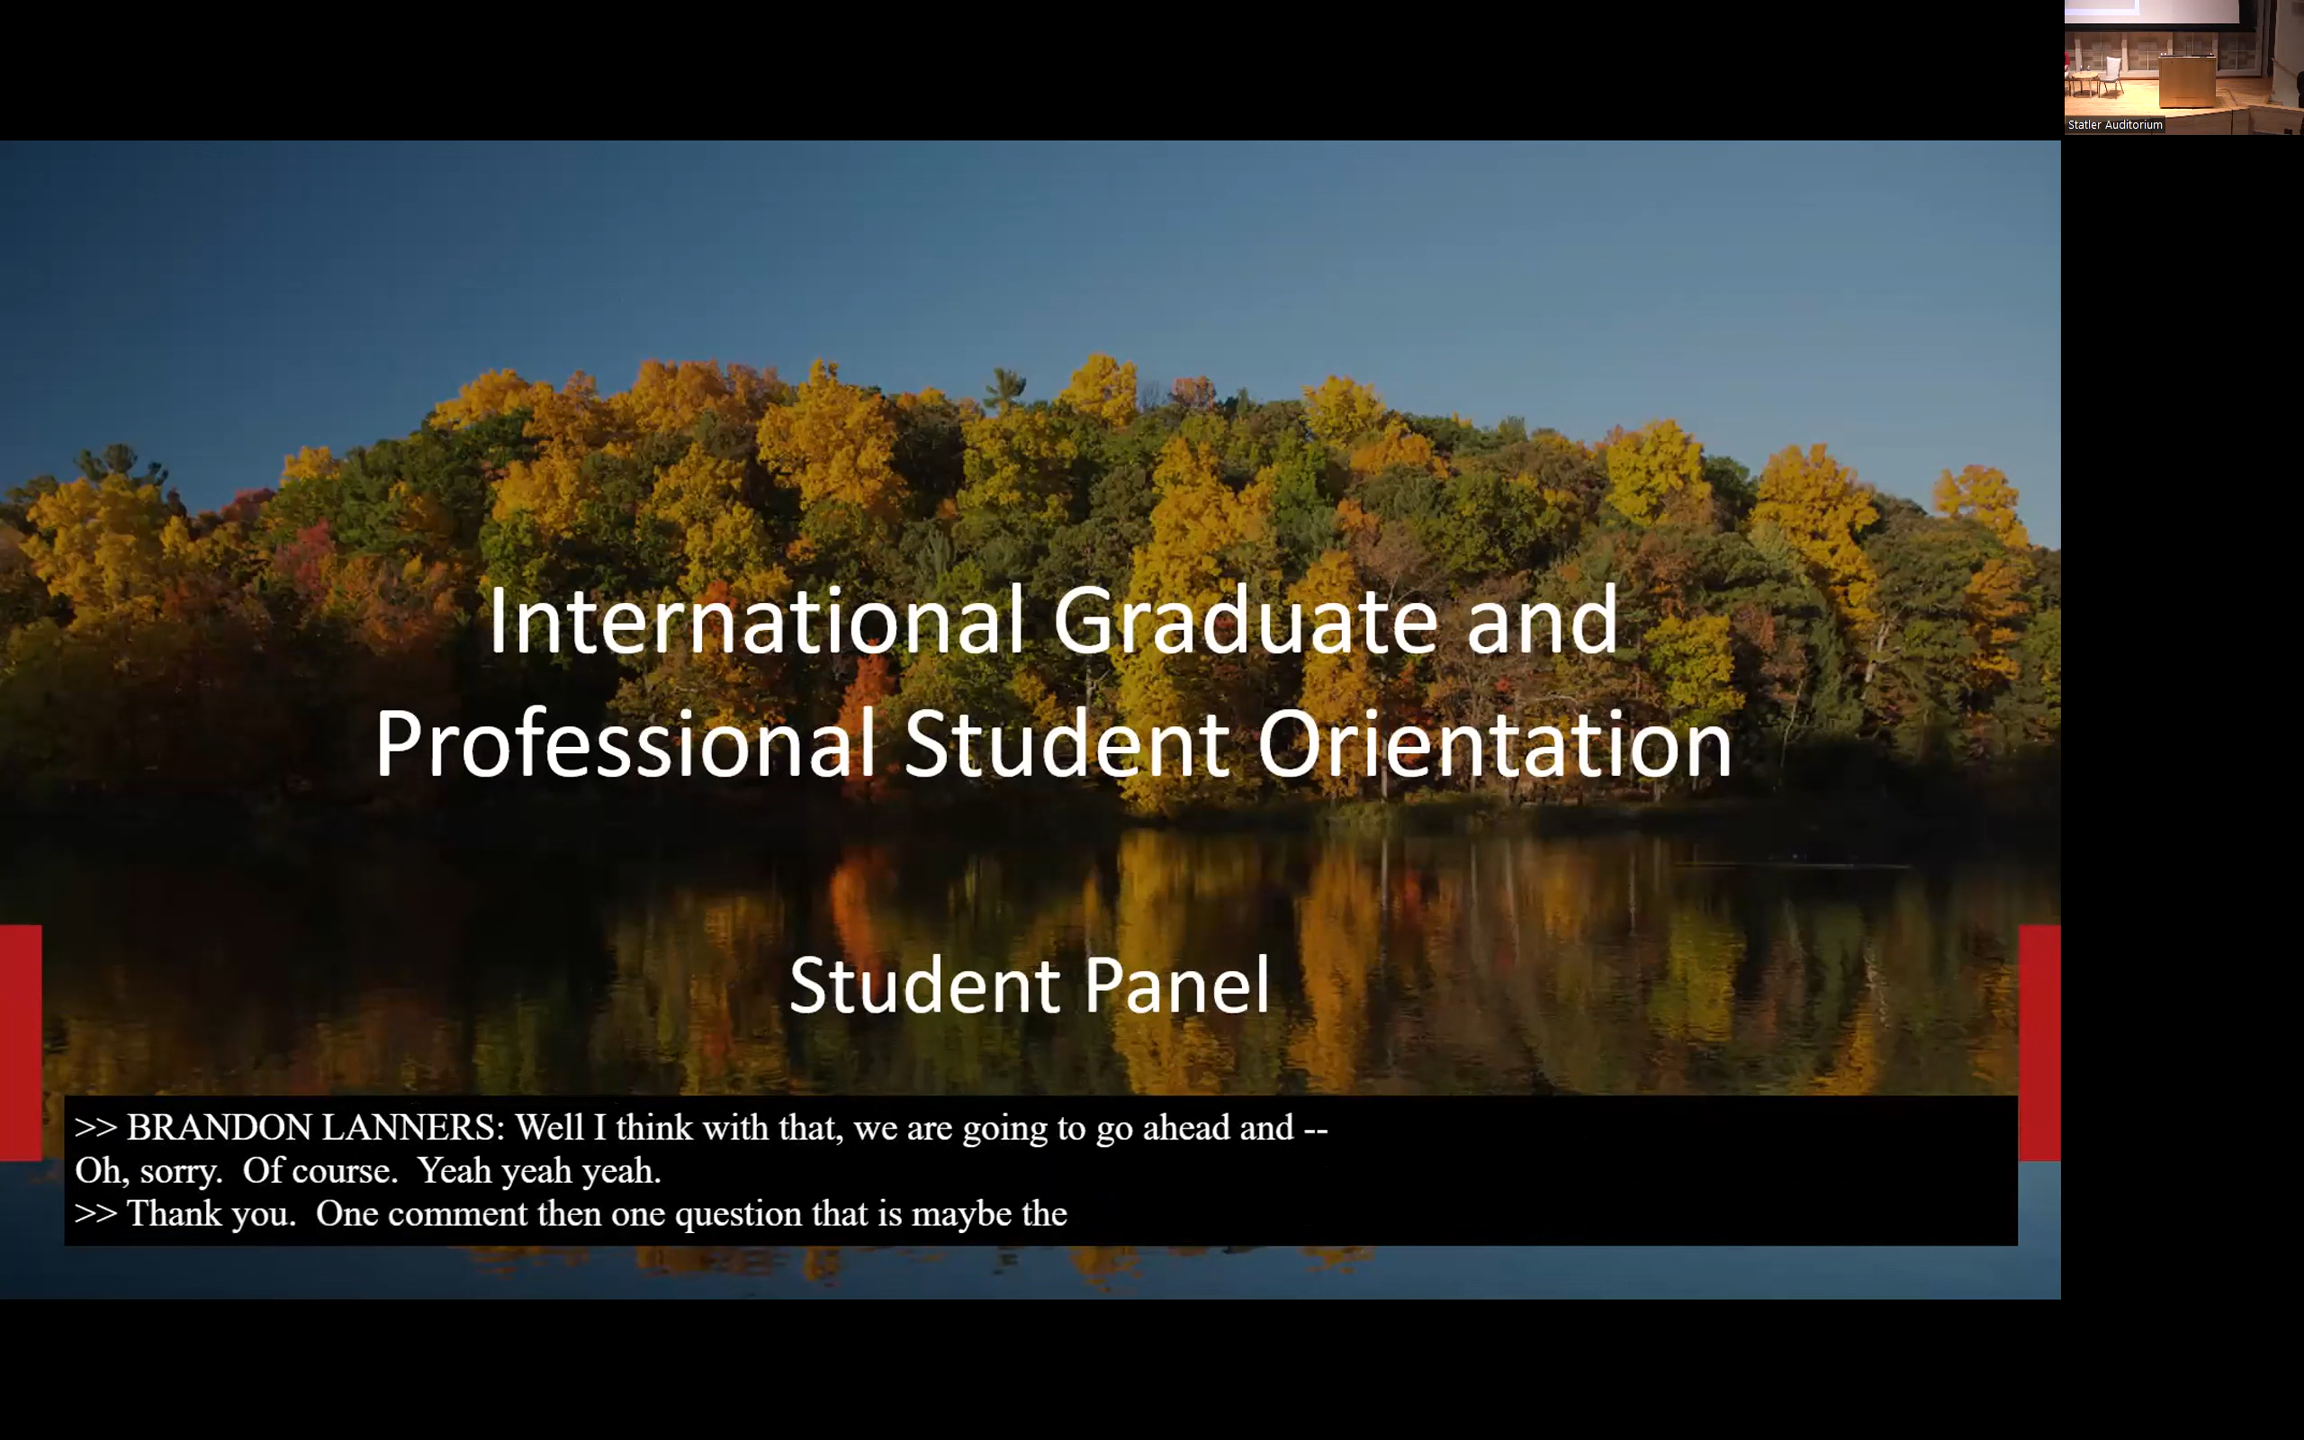 Statler Auditorium
International Graduate and
Professional Student Orientation
Student Panel
>> BRANDON LANNERS: Well I think with that, we are going to go ahead and --
Oh, sorry.  Of course.  Yeah yeah yeah.
>> Thank you.  One comment then one question that is maybe the